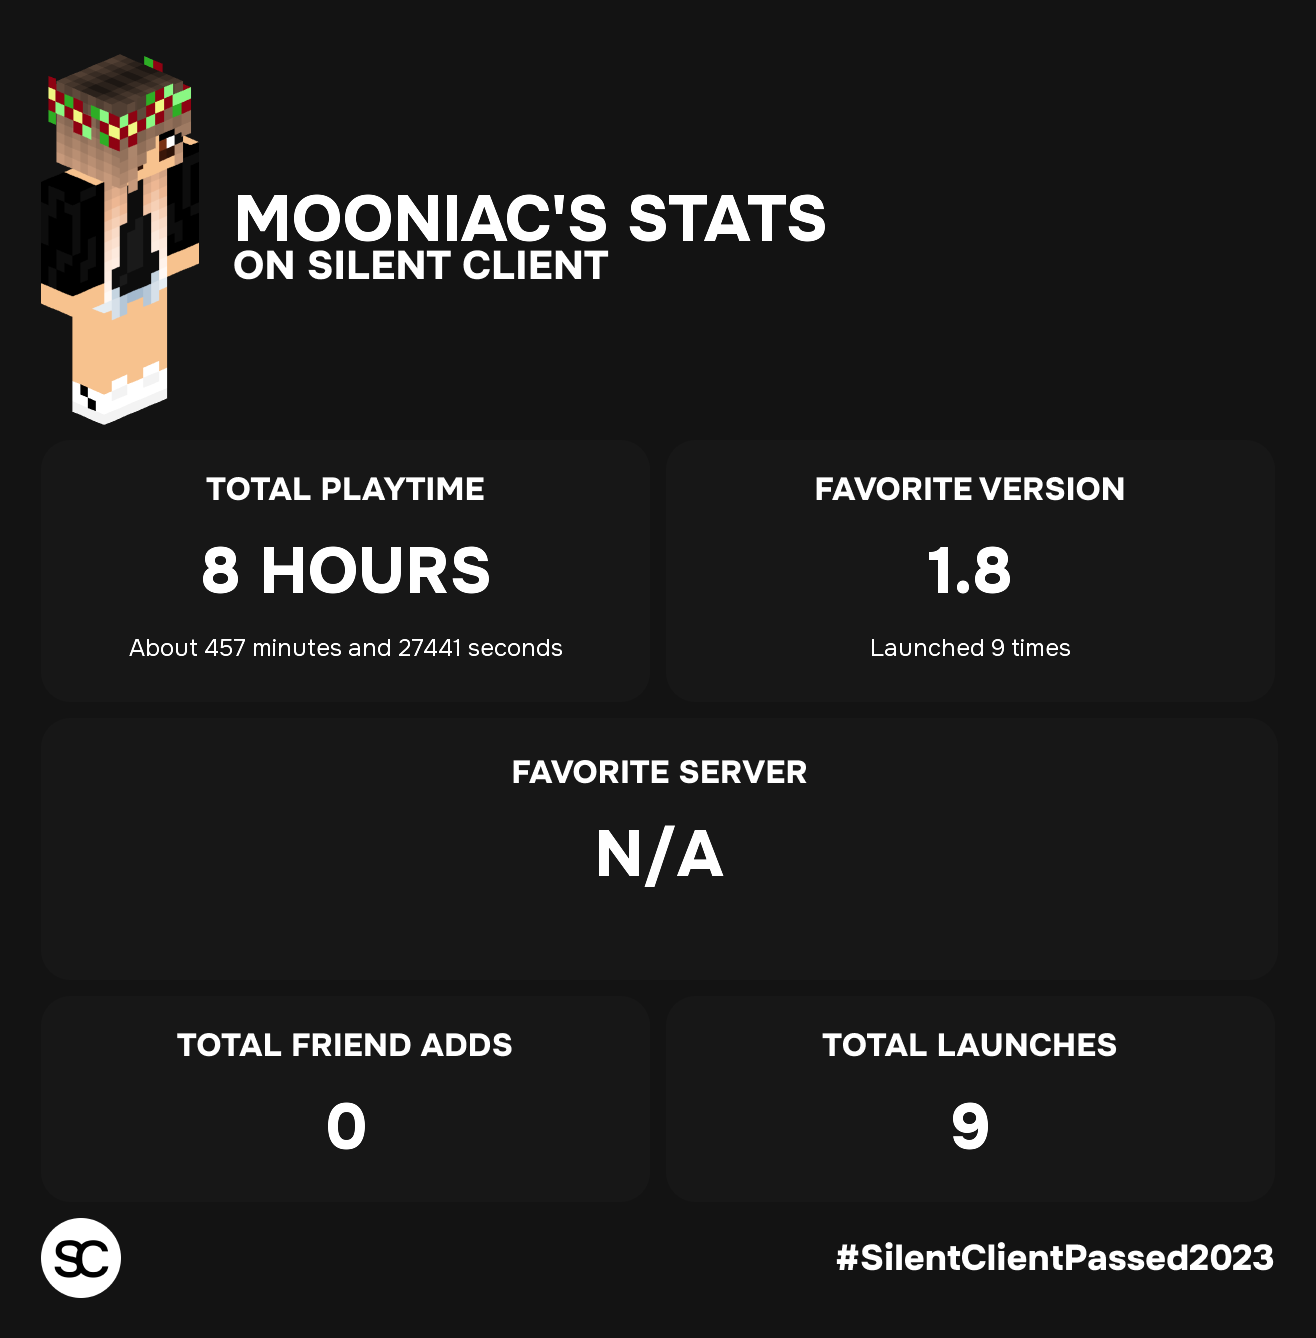 MOONIAC'S STATS
ON SILENT CLIENT
TOTAL PLAYTIME
8 HOURS
About 457 minutes and 27441 seconds
FAVORITE VERSION
1.8
Launched 9 times
FAVORITE SERVER
N/A
TOTAL FRIEND ADDS
0
TOTAL LAUNCHES
9
SC
#SilentClientPassed2023